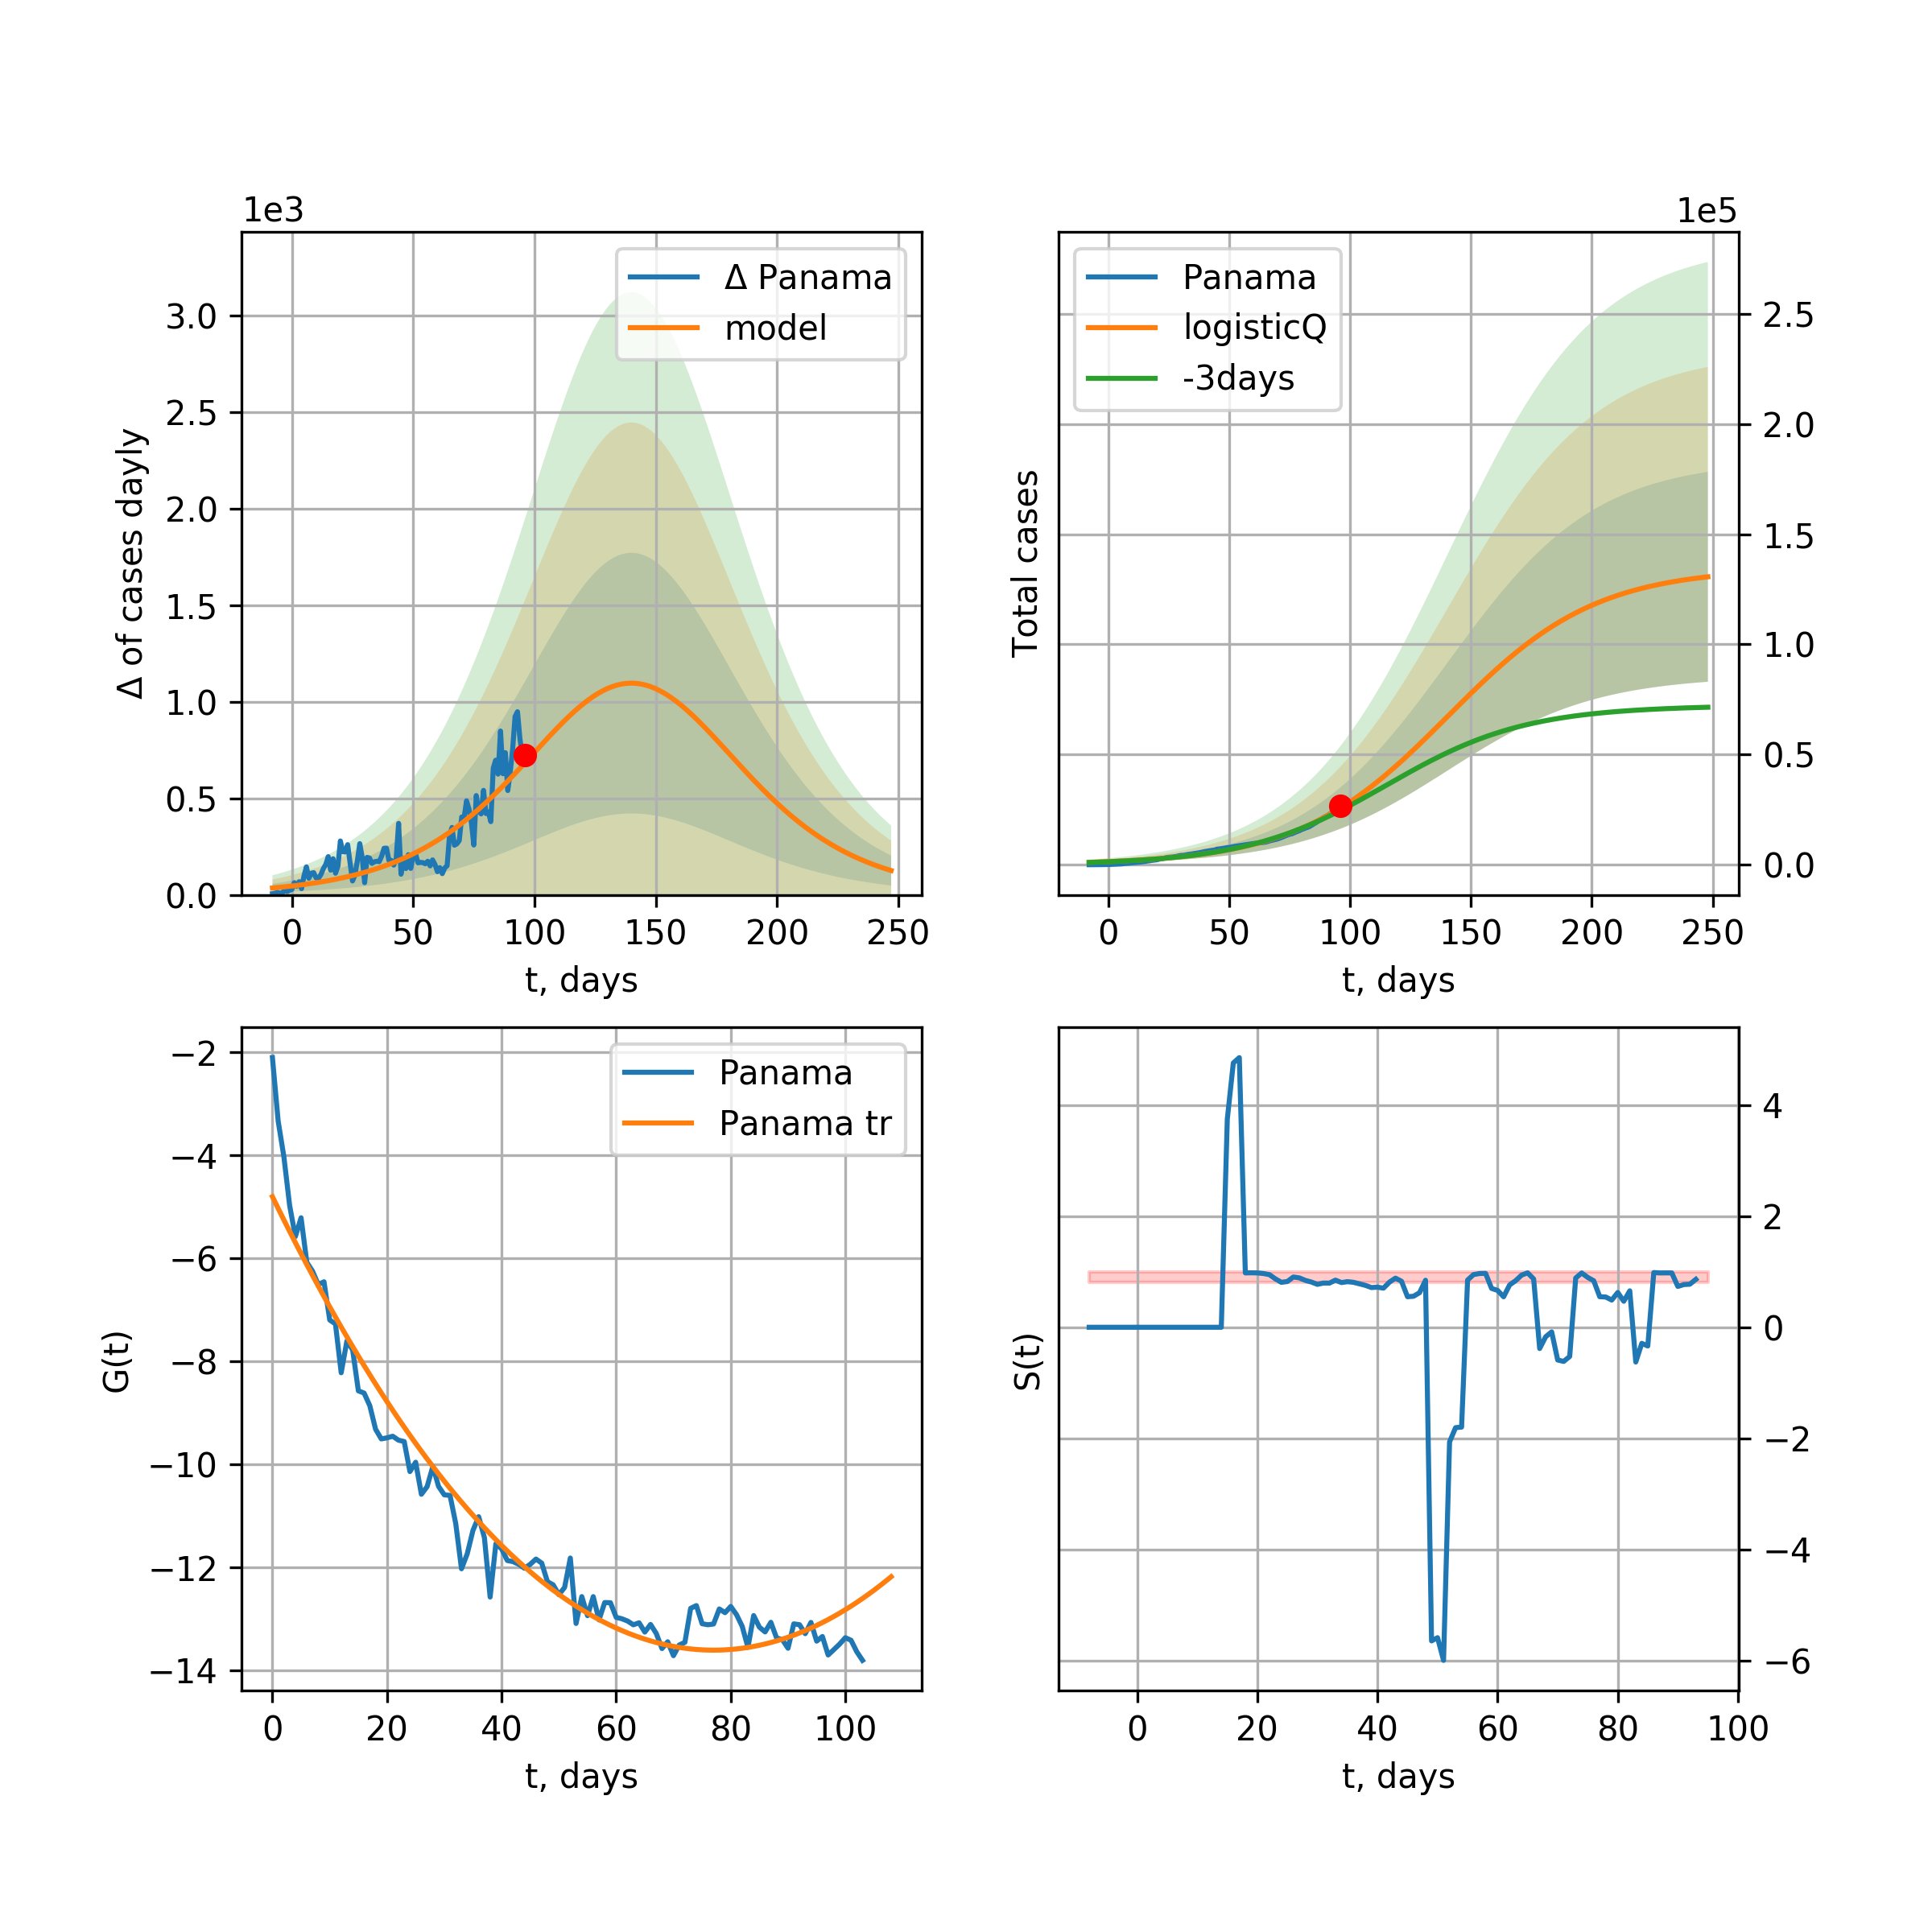 1e3
Δ Panama
model
3.0
2.5
2.0
1.5
1.0
0.5
0.0
Δ of cases dayly
0 50 100 150 200 250
t, days
1e5
Panama
logisticQ
-3days
2.5
2.0
1.5
1.0
0.5
0.0
Total cases
0 50 100 150 200 250
t, days
Panama
Panama tr
−2
−4
−6
−8
−10
−12
−14
G(t)
0 20 40 60 80 100
t, days
4
2
0
−2
−4
−6
S(t)
0 20 40 60 80 100
t, days